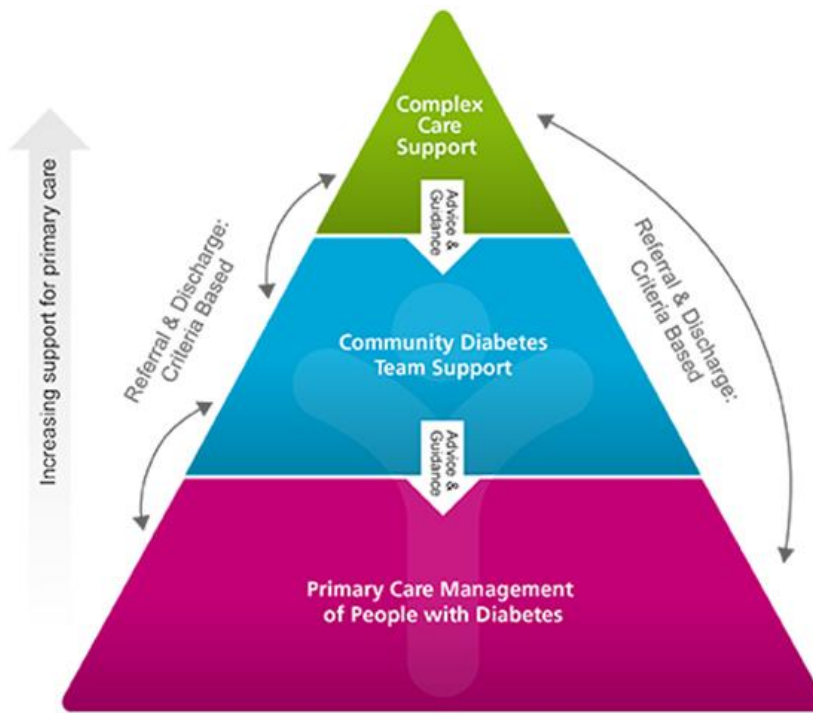 Complex
Care
Support
Advice &
Guidance
Increasing support for primary care
Referral & Discharge:
Criteria Based
Referral & Discharge:
Criteria Based
Community Diabetes
Team Support
Advice &
Guidance
Primary Care Management
of People with Diabetes